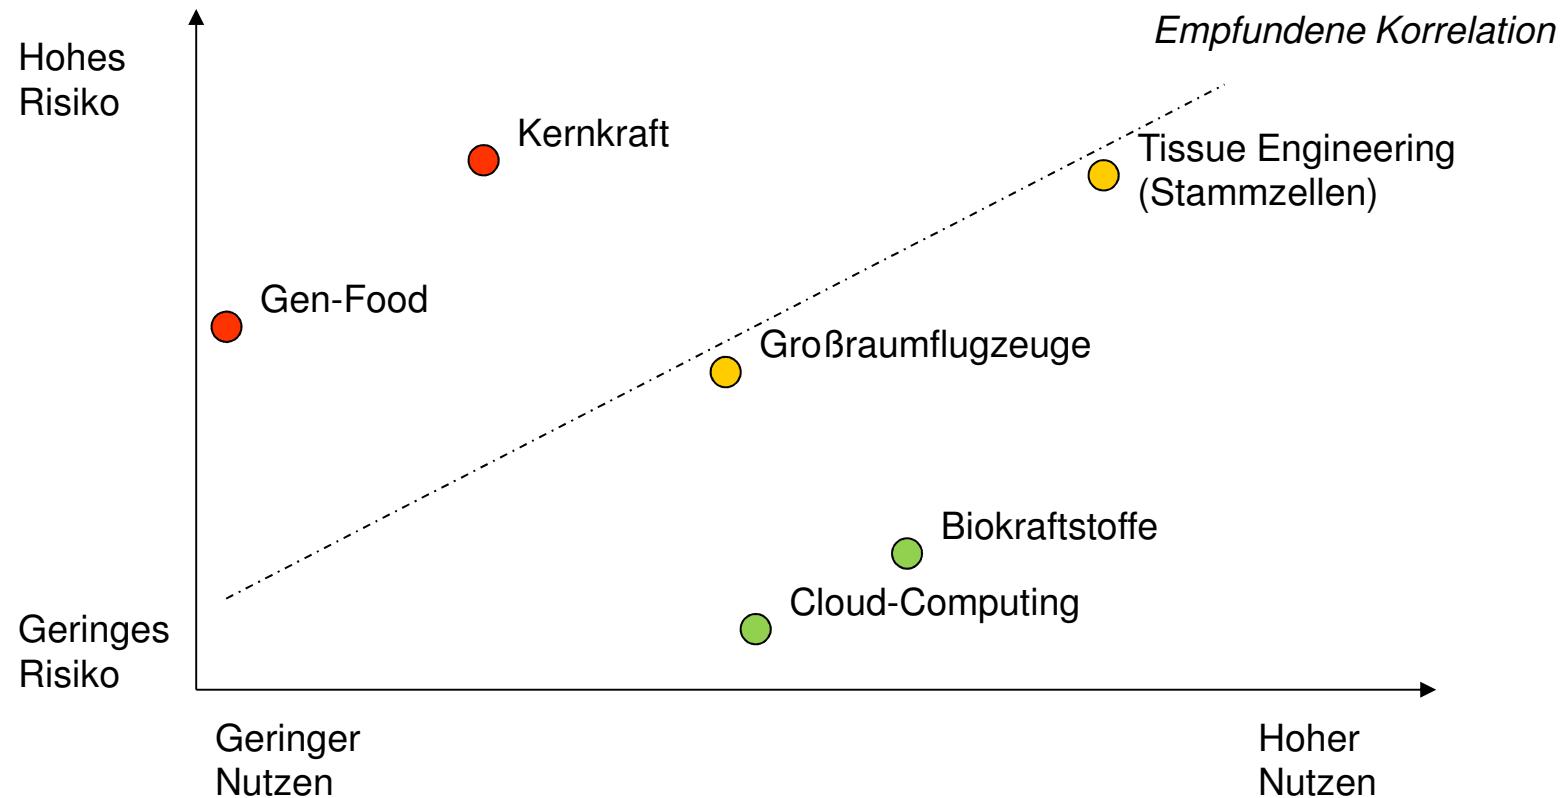 Empfundene Korrelation
Hohes
Risiko
Kernkraft
Tissue Engineering
(Stammzellen)
Gen-Food
Großraumflugzeuge
Biokraftstoffe
Cloud-Computing
Geringes
Risiko
Geringer
Nutzen
Hoher
Nutzen